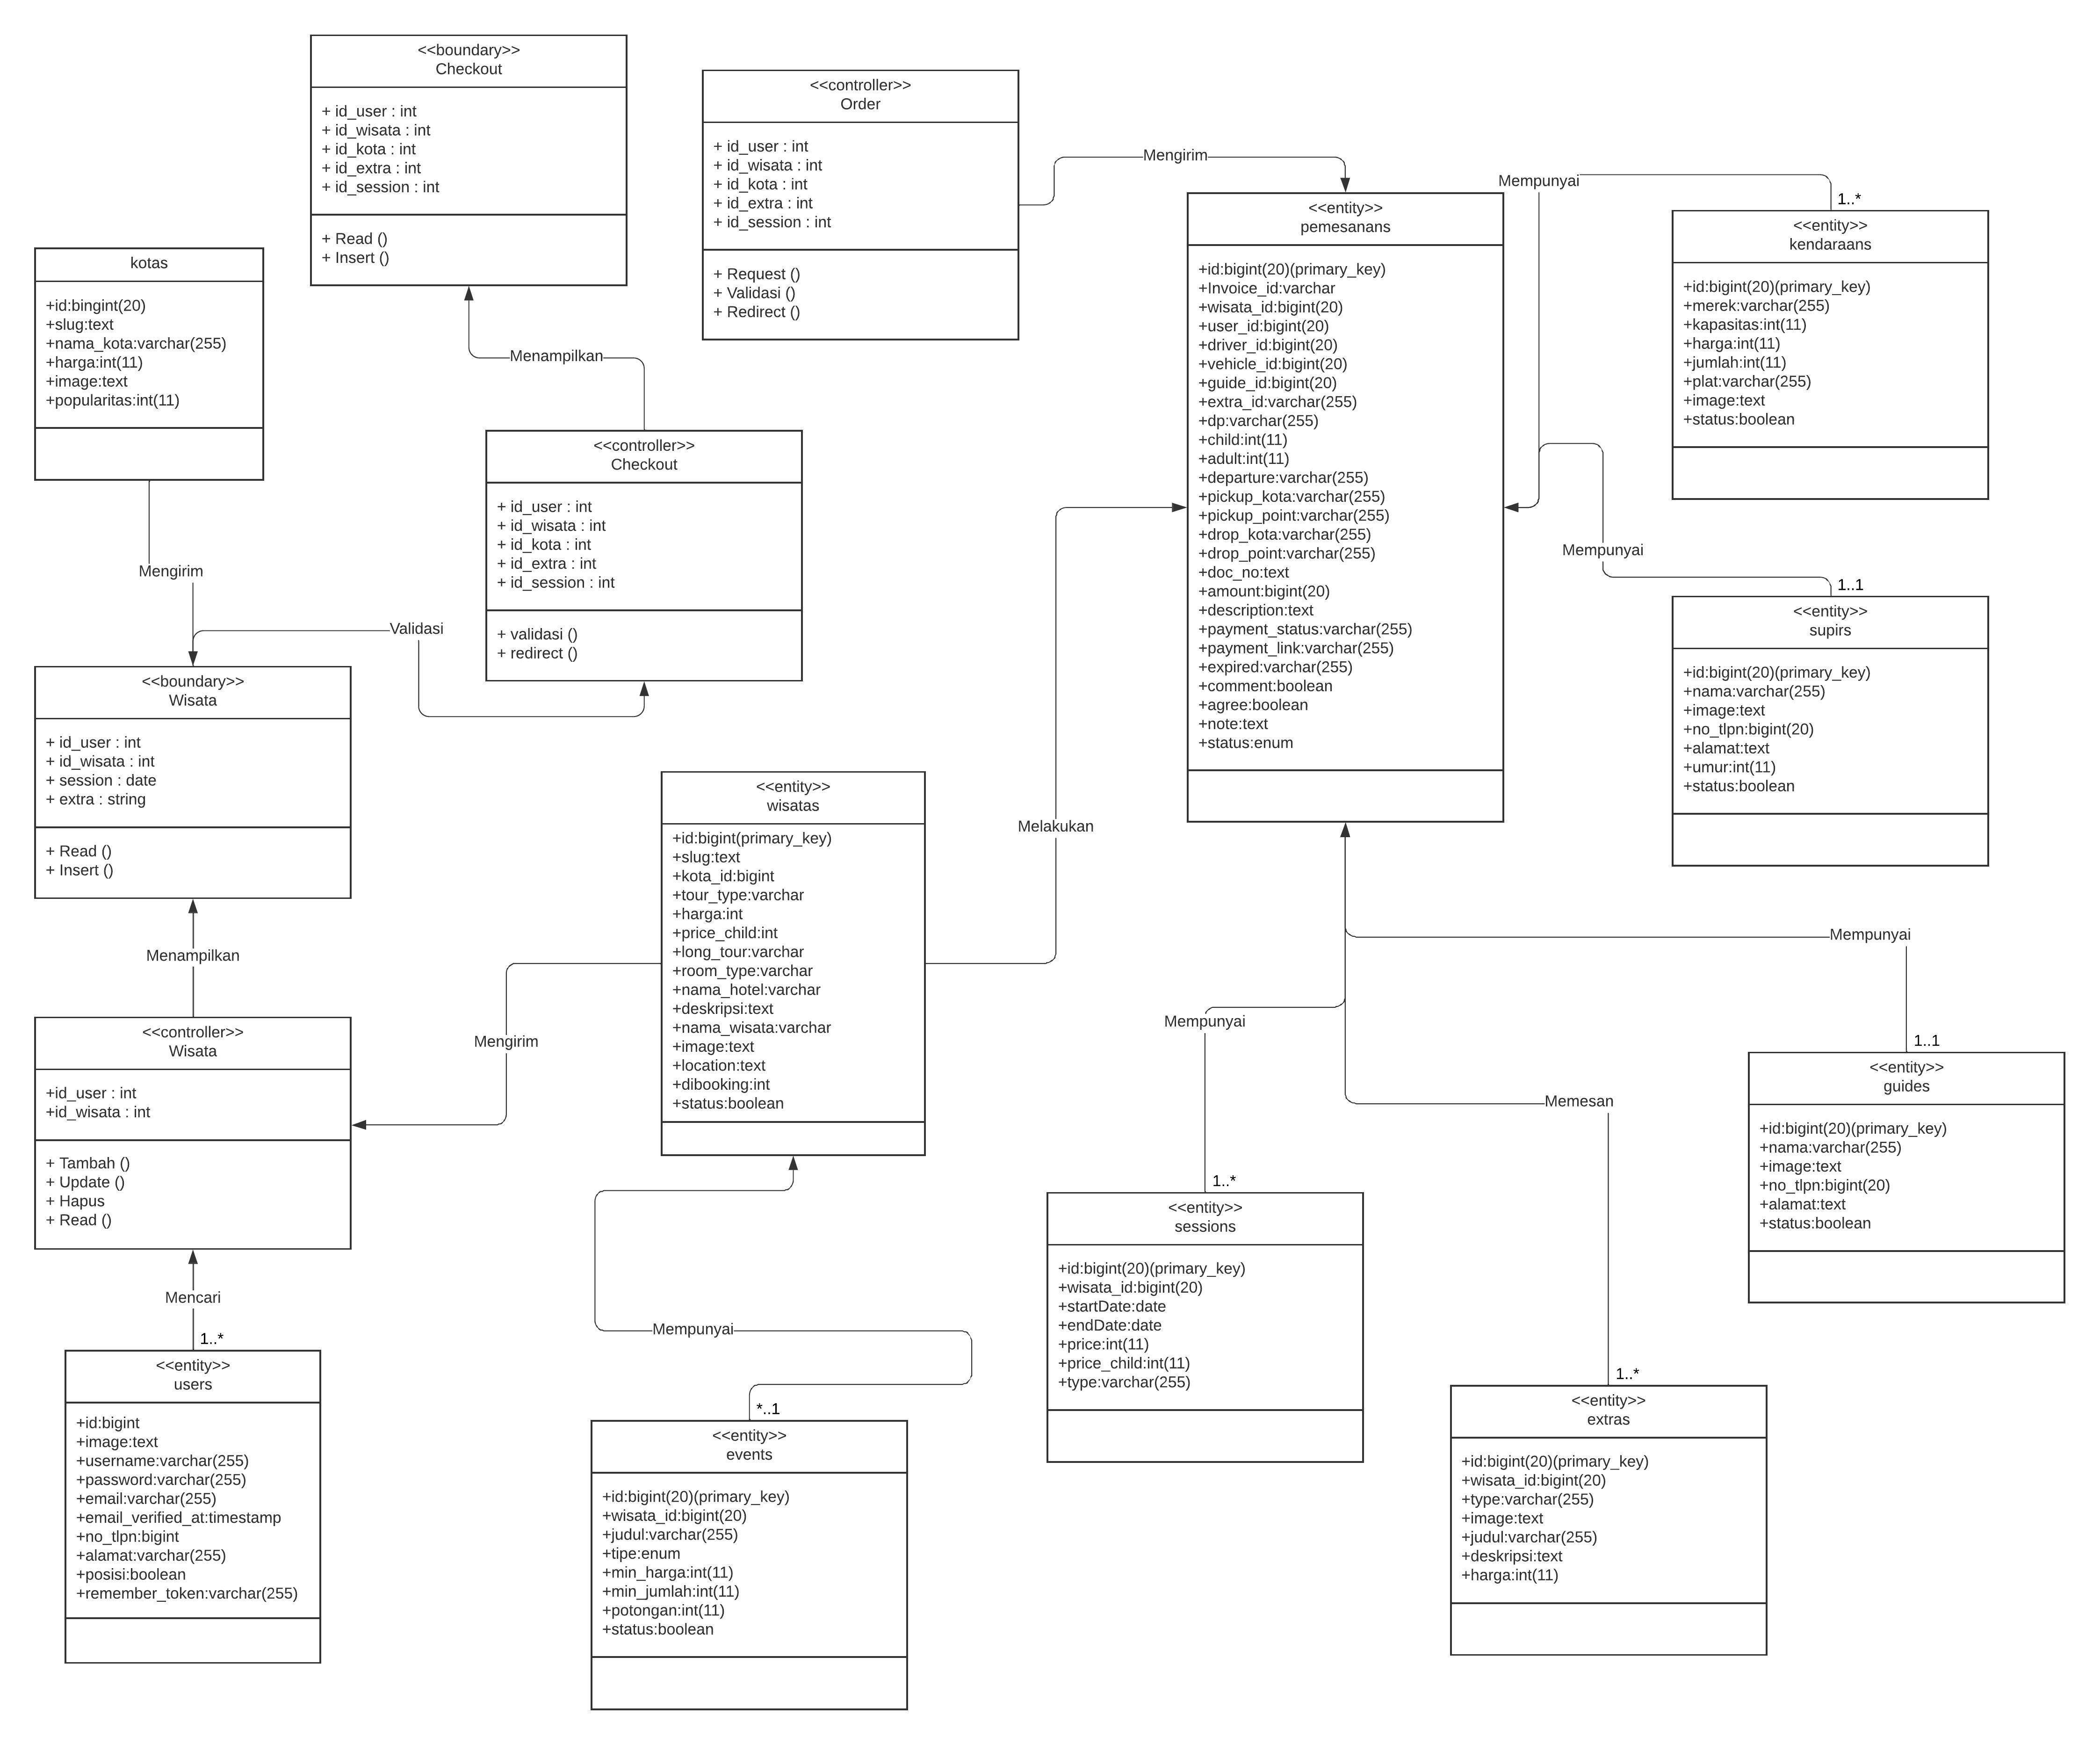 <<boundary>>
Checkout
+ id_user : int
+ id_wisata : int
+ id_kota : int
+ id_extra : int
+ id_session : int
+ Read ()
+ Insert ()
<<controller>>
Order
+ id_user : int
+ id_wisata : int
+ id_kota : int
+ id_extra : int
+ id_session : int
+ Request ()
+ Validasi ()
+ Redirect ()
Mengirim
<<entity>>
pemesanans
+id:bigint(20)(primary_key)
+Invoice_id:varchar
+wisata_id:bigint(20)
+user_id:bigint(20)
+driver_id:bigint(20)
+vehicle_id:bigint(20)
+guide_id:bigint(20)
+extra_id:varchar(255)
+dp:varchar(255)
+child:int(11)
+adult:int(11)
+departure:varchar(255)
+pickup_kota:varchar(255)
+pickup_point:varchar(255)
+drop_kota:varchar(255)
+drop_point:varchar(255)
+doc_no:text
+amount:bigint(20)
+description:text
+payment_status:varchar(255)
+payment_link:varchar(255)
+expired:varchar(255)
+comment:boolean
+agree:boolean
+note:text
+status:enum
Mempunyai
1..*
<<entity>>
kendaraans
+id:bigint(20)(primary_key)
+merek:varchar(255)
+kapasitas:int(11)
+harga:int(11)
+jumlah:int(11)
+plat:varchar(255)
+image:text
+status:boolean
Mempunyai
1..1
<<entity>>
supirs
+id:bigint(20)(primary_key)
+nama:varchar(255)
+image:text
+no_tlpn:bigint(20)
+alamat:text
+umur:int(11)
+status:boolean
kotas
+id:bingint(20)
+slug:text
+nama_kota:varchar(255)
+harga:int(11)
+image:text
+popularitas:int(11)
Menampilkan
<<controller>>
Checkout
+ id_user : int
+ id_wisata : int
+ id_kota : int
+ id_extra : int
+ id_session : int
+ validasi ()
+ redirect ()
Mengirim
Validasi
<<boundary>>
Wisata
+ id_user : int
+ id_wisata : int
+ session : date
+ extra : string
+ Read ()
+ Insert ()
Menampilkan
<<controller>>
Wisata
+id_user : int
+id_wisata : int
+ Tambah ()
+ Update ()
+ Hapus
+ Read ()
Mencari
1..*
<<entity>>
users
+id:bigint
+image:text
+username:varchar(255)
+password:varchar(255)
+email:varchar(255)
+email_verified_at:timestamp
+no_tlpn:bigint
+alamat:varchar(255)
+posisi:boolean
+remember_token:varchar(255)
Mengirim
<<entity>>
wisatas
+id:bigint(primary_key)
+slug:text
+kota_id:bigint
+tour_type:varchar
+harga:int
+price_child:int
+long_tour:varchar
+room_type:varchar
+nama_hotel:varchar
+deskripsi:text
+nama_wisata:varchar
+image:text
+location:text
+dibooking:int
+status:boolean
Melakukan
Mempunyai
*..1
<<entity>>
events
+id:bigint(20)(primary_key)
+wisata_id:bigint(20)
+judul:varchar(255)
+tipe:enum
+min_harga:int(11)
+min_jumlah:int(11)
+potongan:int(11)
+status:boolean
Mempunyai
1..*
<<entity>>
sessions
+id:bigint(20)(primary_key)
+wisata_id:bigint(20)
+startDate:date
+endDate:date
+price:int(11)
+price_child:int(11)
+type:varchar(255)
Mempunyai
1..1
<<entity>>
guides
+id:bigint(20)(primary_key)
+nama:varchar(255)
+image:text
+no_tlpn:bigint(20)
+alamat:text
+status:boolean
Memesan
1..*
<<entity>>
extras
+id:bigint(20)(primary_key)
+wisata_id:bigint(20)
+type:varchar(255)
+image:text
+judul:varchar(255)
+deskripsi:text
+harga:int(11)